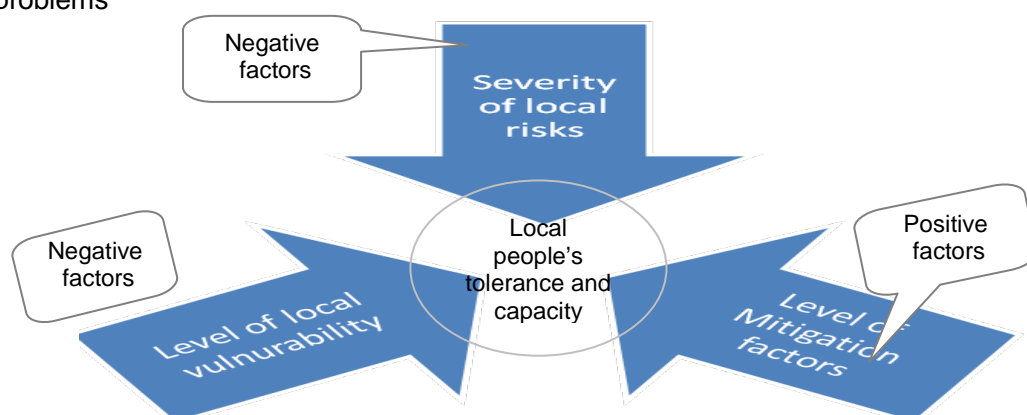 problems
Negative
factors
Severity
of local
risks
Local
people's
tolerance and
capacity
Negative
factors
Level of local
vulnurability
Positive
factors
Level of
Mitigation
factors